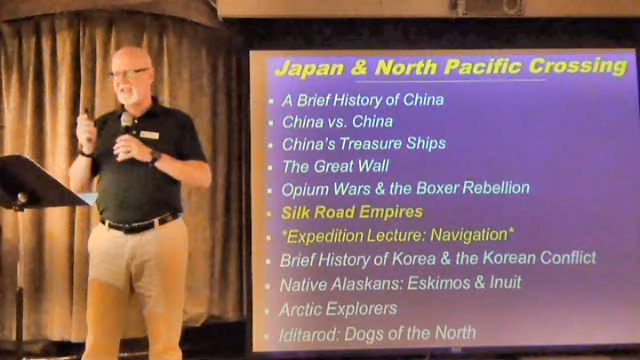 Japan & North Pacific Crossing
A Brief History of China
China vs. China
China's Treasure Ships
The Great Wall
Opium Wars & the Boxer Rebellion
Silk Road Empires
*Expedition Lecture: Navigation*
Brief History of Korea & the Korean Conflict
Native Alaskans: Eskimos & Inuit
Arctic Explorers
Iditarod: Dogs of the North